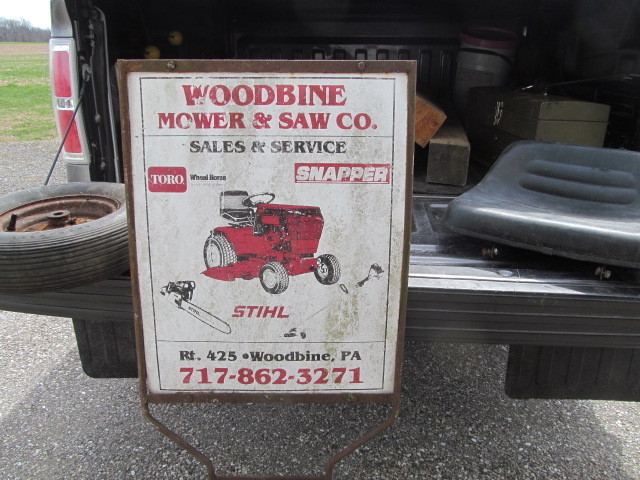 WOODBINE
MOWER & SAW CO.
SALES & SERVICE
TORO Wheel Horse SNAPPER
STIHL
Rt. 425 • Woodbine, PA
717-862-3271